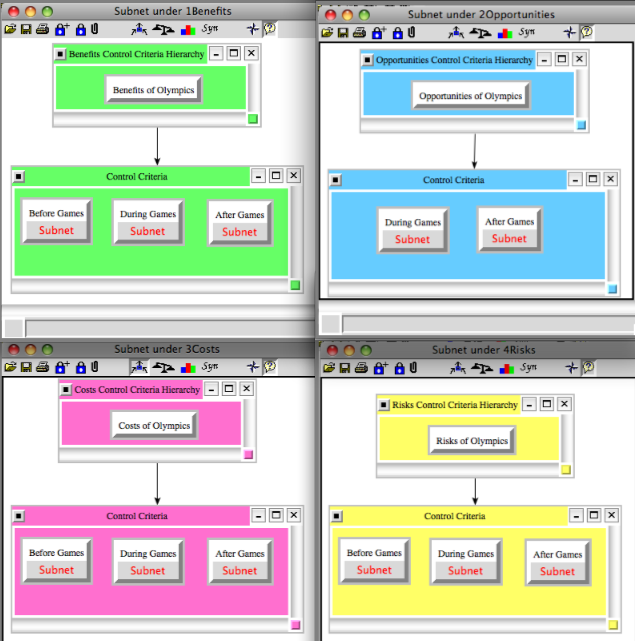 Subnet under 1Benefits
Syn
Benefits Control Criteria Hierarchy
Benefits of Olympics
Control Criteria
Before Games
Subnet
During Games
Subnet
After Games
Subnet
Subnet under 2Opportunities
Syn
Opportunities Control Criteria Hierarchy
Opportunities of Olympics
Control Criteria
During Games
Subnet
After Games
Subnet
Subnet under 3Costs
Syn
Costs Control Criteria Hierarchy
Costs of Olympics
Control Criteria
Before Games
Subnet
During Games
Subnet
After Games
Subnet
Subnet under 4Risks
Syn
Risks Control Criteria Hierarchy
Risks of Olympics
Control Criteria
Before Games
Subnet
During Games
Subnet
After Games
Subnet